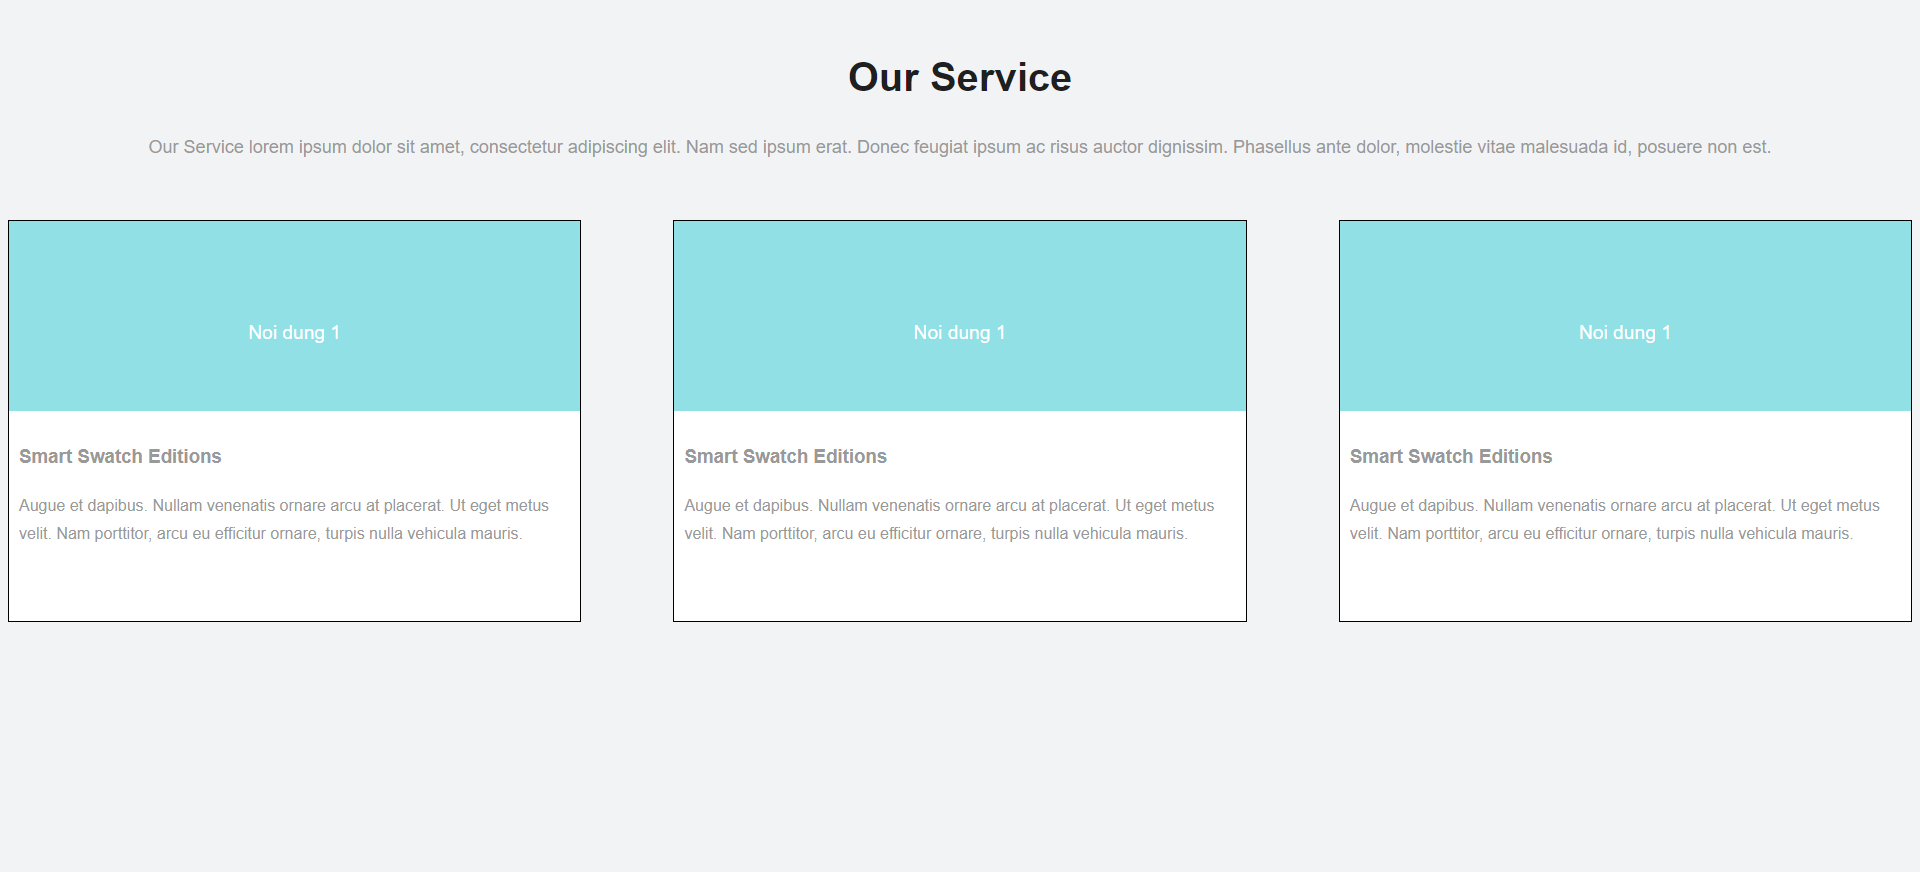 Our Service
Our Service lorem ipsum dolor sit amet, consectetur adipiscing elit. Nam sed ipsum erat. Donec feugiat ipsum ac risus auctor dignissim. Phasellus ante dolor, molestie vitae malesuada id, posuere non est.
Noi dung 1
Smart Swatch Editions
Augue et dapibus. Nullam venenatis ornare arcu at placerat. Ut eget metus
velit. Nam porttitor, arcu eu efficitur ornare, turpis nulla vehicula mauris.
Noi dung 1
Smart Swatch Editions
Augue et dapibus. Nullam venenatis ornare arcu at placerat. Ut eget metus
velit. Nam porttitor, arcu eu efficitur ornare, turpis nulla vehicula mauris.
Noi dung 1
Smart Swatch Editions
Augue et dapibus. Nullam venenatis ornare arcu at placerat. Ut eget metus
velit. Nam porttitor, arcu eu efficitur ornare, turpis nulla vehicula mauris.